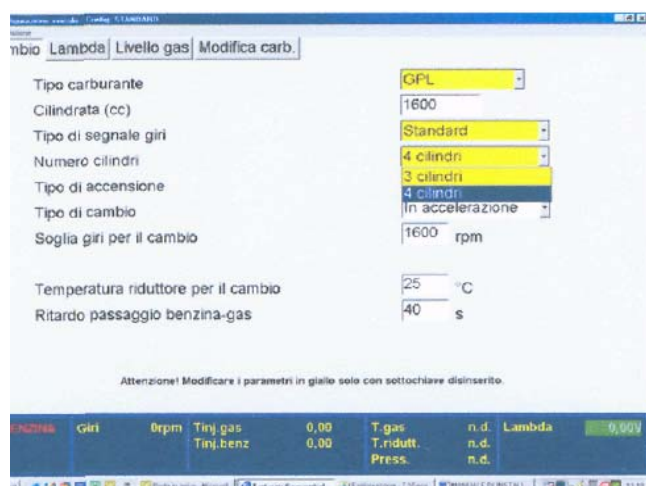 Config: STANDARD
mbio Lambda Livello gas Modifica carb.
Tipo carburante GPL
Cilindrata (cc) 1600
Tipo di segnale giri Standard
Numero cilindri 4 cilindri
3 cilindri
Tipo di accensione 4 cilindri
Tipo di cambio In accelerazione
Soglia giri per il cambio 1600 rpm
Temperatura riduttore per il cambio 25 °C
Ritardo passaggio benzina-gas 40 s
Attenzione! Modificare i parametri in giallo solo con sottochiave disinserito.
BENZINA Giri 0rpm Tinj.gas 0,00 T.gas n.d. Lambda 0,00V
Tinj.benz 0,00 T.ridutt. n.d.
Press. n.d.